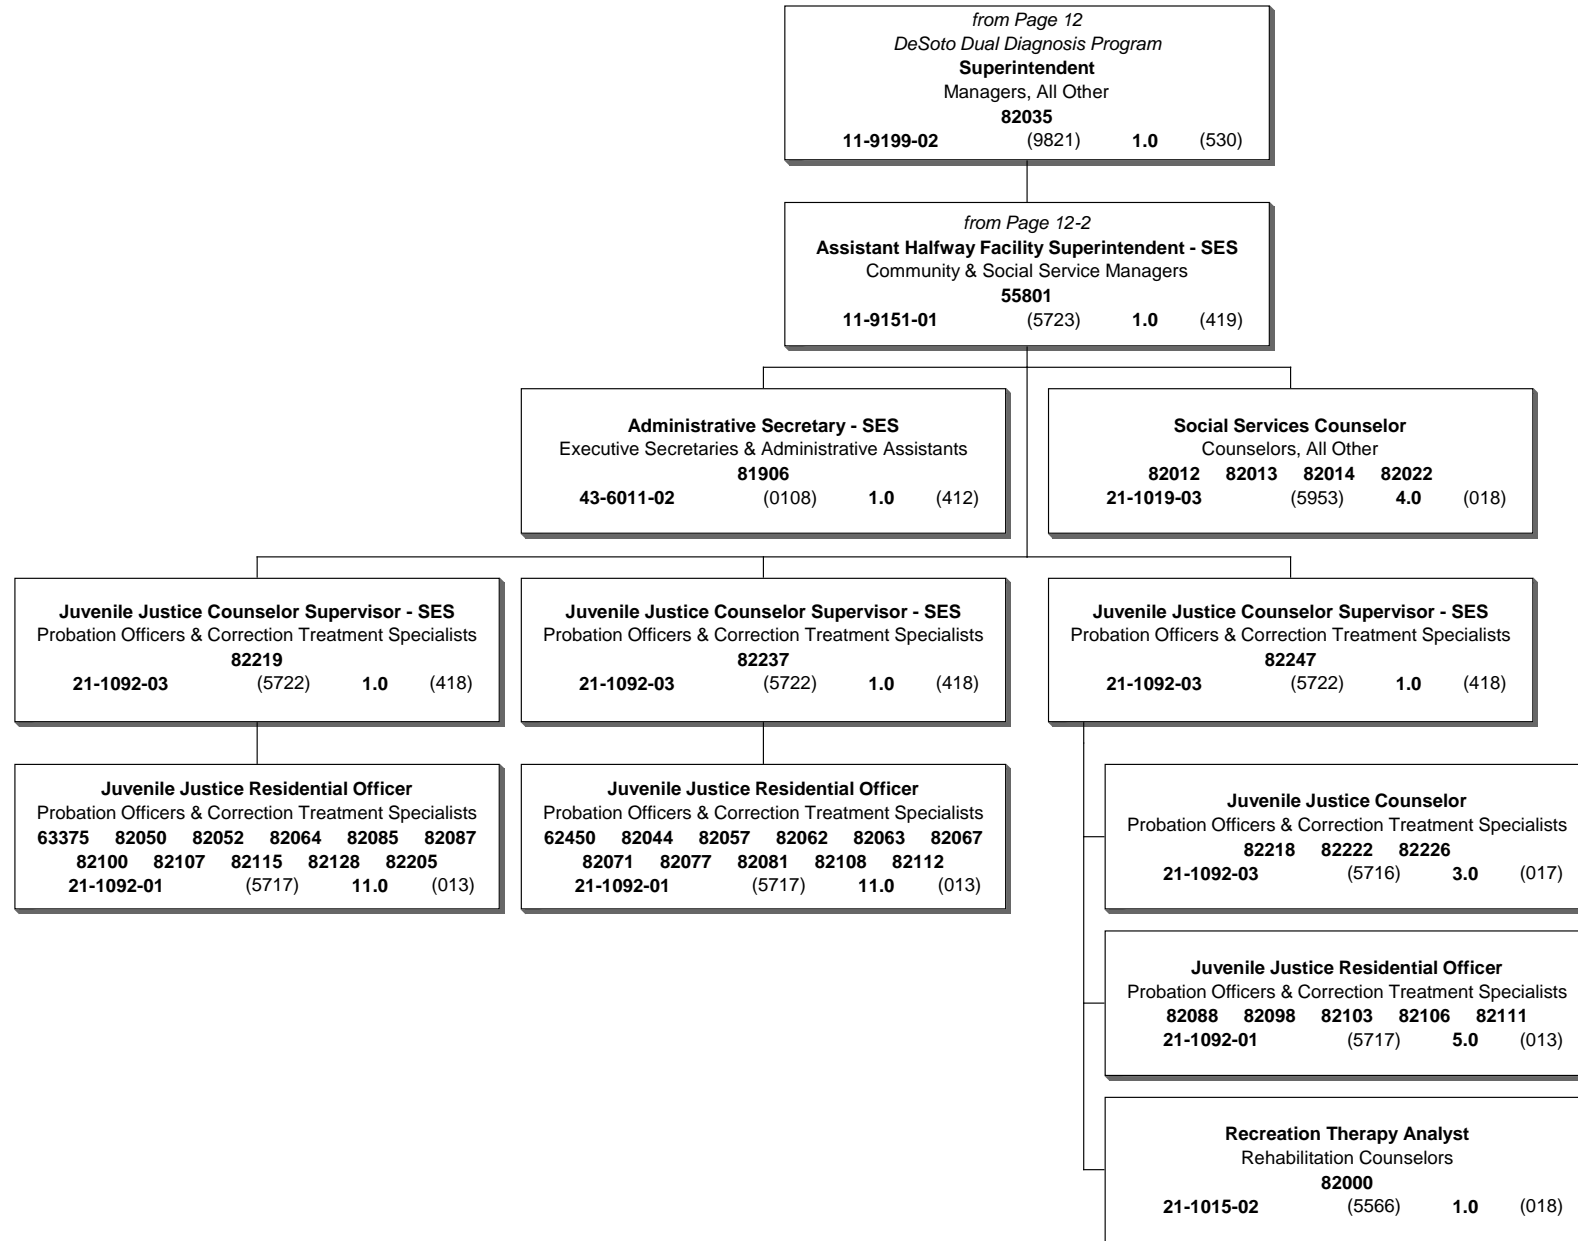 from Page 12
DeSoto Dual Diagnosis Program
Superintendent
Managers, All Other
82035
11-9199-02 (9821) 1.0 (530)
from Page 12-2
Assistant Halfway Facility Superintendent - SES
Community & Social Service Managers
55801
11-9151-01 (5723) 1.0 (419)
Administrative Secretary - SES
Executive Secretaries & Administrative Assistants
81906
43-6011-02 (0108) 1.0 (412)
Social Services Counselor
Counselors, All Other
82012 82013 82014 82022
21-1019-03 (5953) 4.0 (018)
Juvenile Justice Counselor Supervisor - SES
Probation Officers & Correction Treatment Specialists
82219
21-1092-03 (5722) 1.0 (418)
Juvenile Justice Counselor Supervisor - SES
Probation Officers & Correction Treatment Specialists
82237
21-1092-03 (5722) 1.0 (418)
Juvenile Justice Counselor Supervisor - SES
Probation Officers & Correction Treatment Specialists
82247
21-1092-03 (5722) 1.0 (418)
Juvenile Justice Residential Officer
Probation Officers & Correction Treatment Specialists
63375 82050 82052 82064 82085 82087
82100 82107 82115 82128 82205
21-1092-01 (5717) 11.0 (013)
Juvenile Justice Residential Officer
Probation Officers & Correction Treatment Specialists
62450 82044 82057 82062 82063 82067
82071 82077 82081 82108 82112
21-1092-01 (5717) 11.0 (013)
Juvenile Justice Counselor
Probation Officers & Correction Treatment Specialists
82218 82222 82226
21-1092-03 (5716) 3.0 (017)
Juvenile Justice Residential Officer
Probation Officers & Correction Treatment Specialists
82088 82098 82103 82106 82111
21-1092-01 (5717) 5.0 (013)
Recreation Therapy Analyst
Rehabilitation Counselors
82000
21-1015-02 (5566) 1.0 (018)